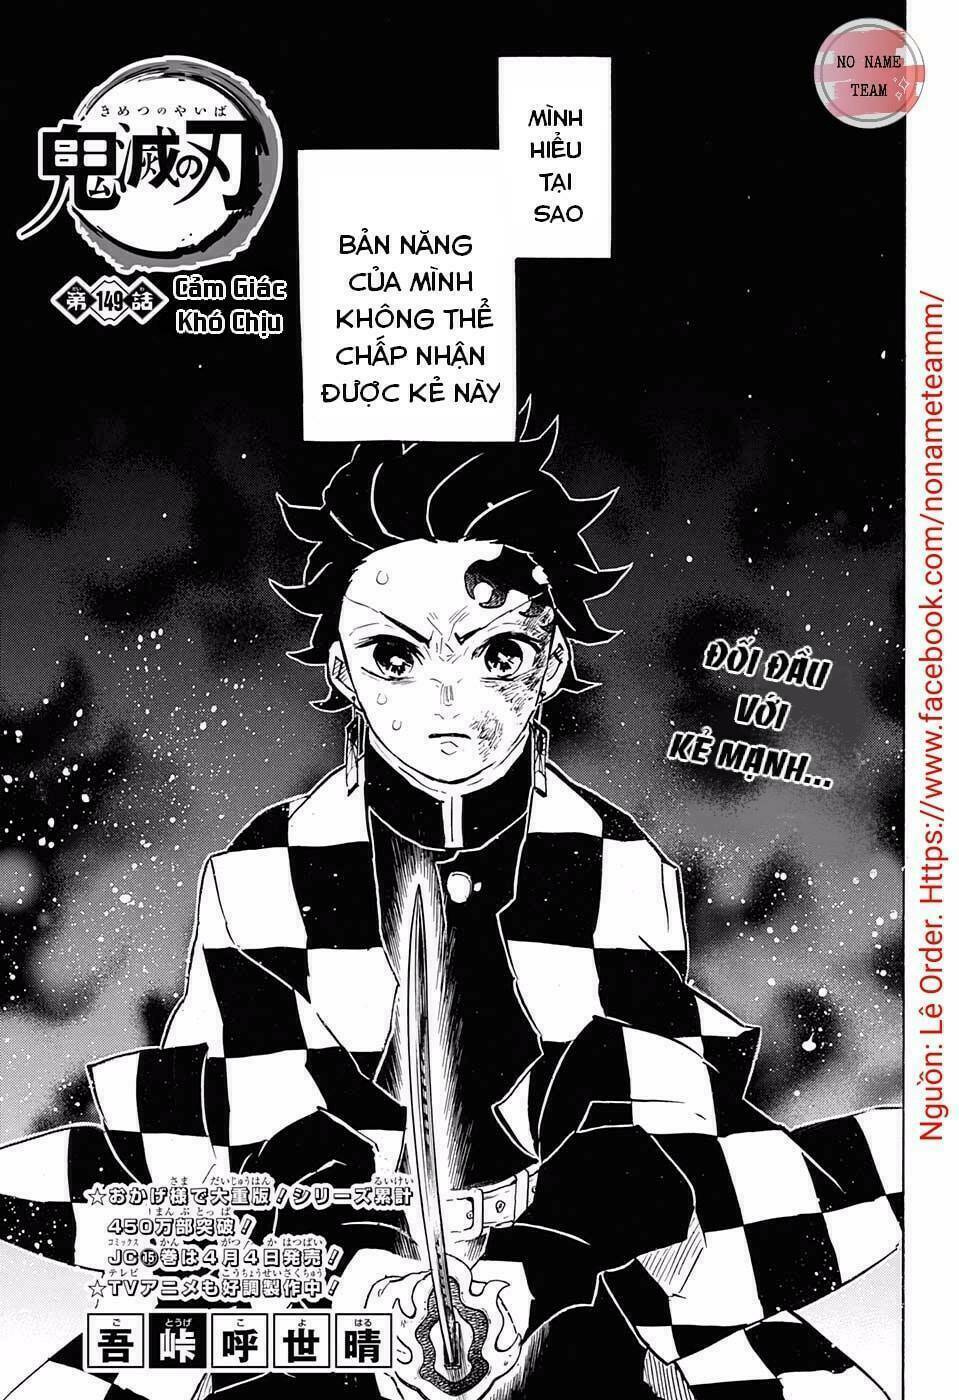 NO NAME
TEAM
きめつのやいば
鬼滅の刃
第149話
Cảm Giác
Khó Chịu
MÌNH
HIỂU
TẠI
SAO
BẢN NĂNG
CỦA MÌNH
KHÔNG THỂ
CHẤP NHẬN
ĐƯỢC KẺ NÀY
ĐỐI ĐẦU
VỚI
KẺ MẠNH...
Nguồn: Lê Order. Https://www.facebook.com/nonameteamm/
☆おかげ様で大重版!シリーズ累計
450万部突破!
JC⑮巻は4月4日発売!
☆TVアニメも好調製作中!
吾峠呼世晴